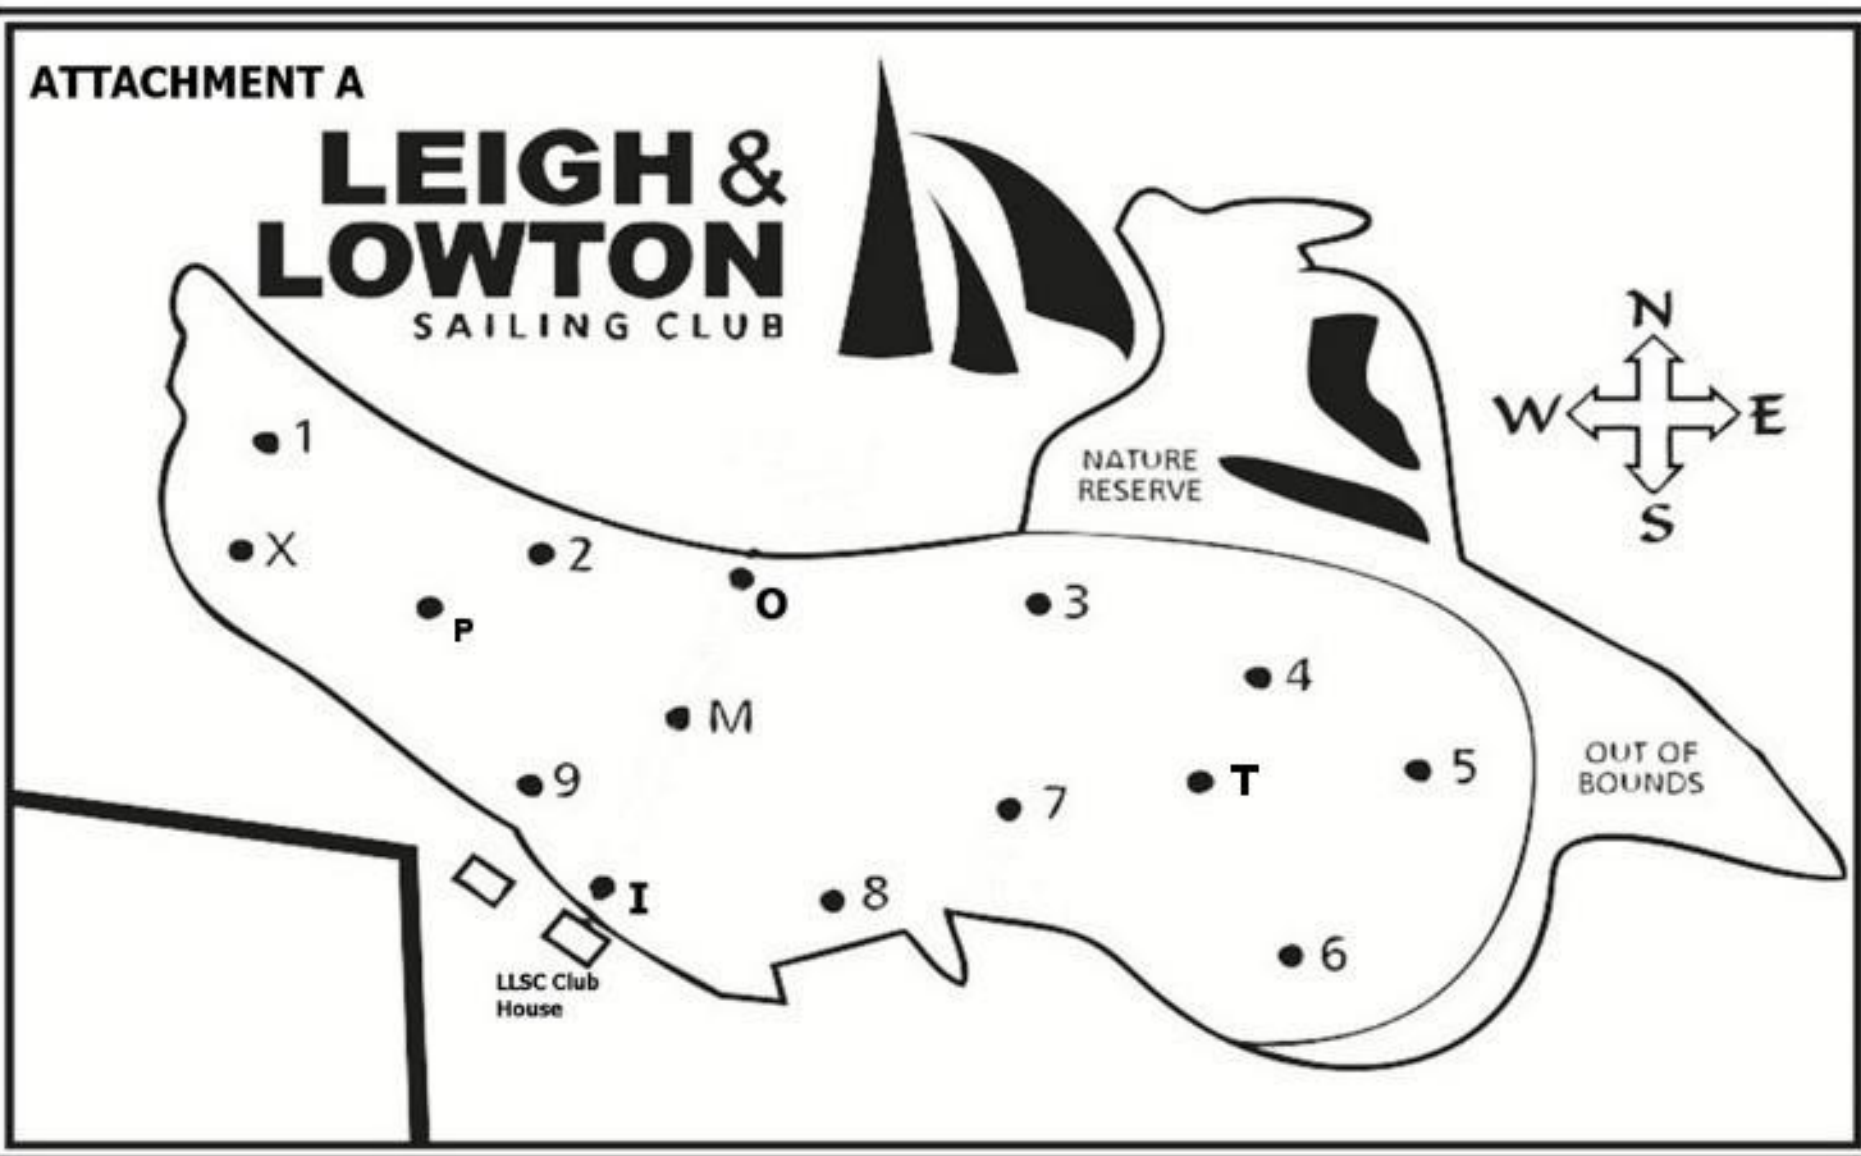 ATTACHMENT A
LEIGH &
LOWTON
SAILING CLUB
N
W E
S
NATURE
RESERVE
1
X
2
P
O
3
4
M
9
7
T
5
OUT OF
BOUNDS
I
8
6
LLSC Club
House